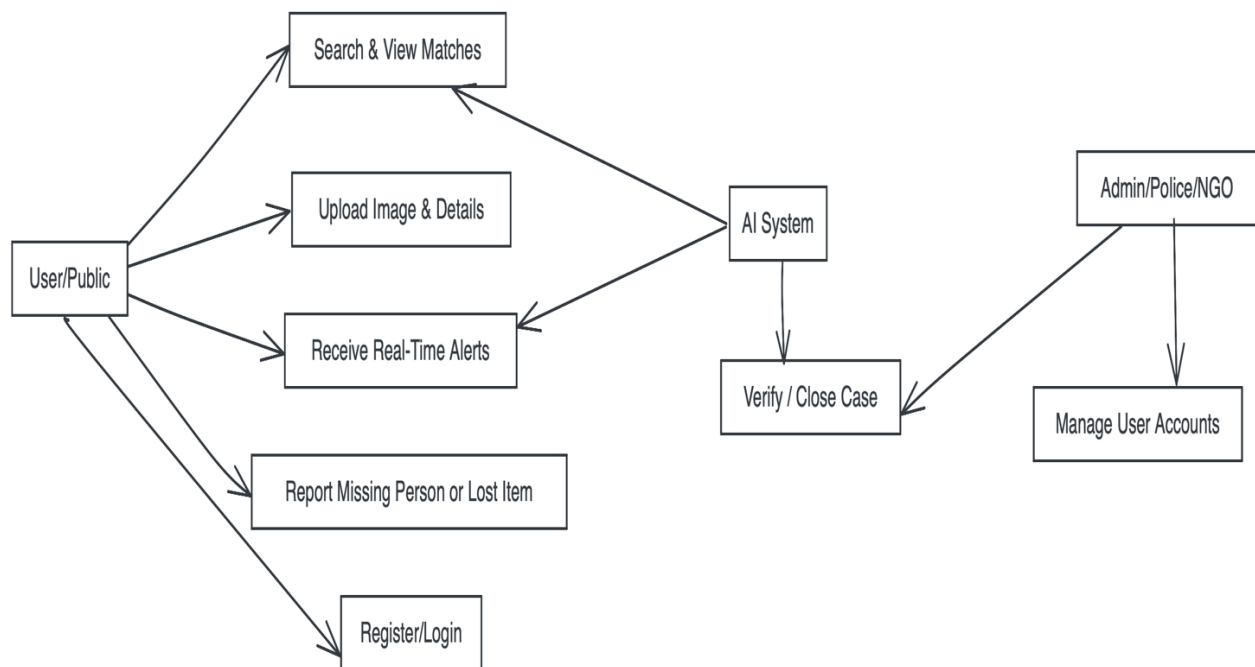 Search & View Matches
Upload Image & Details
AI System
Admin/Police/NGO
User/Public
Receive Real-Time Alerts
Verify / Close Case
Manage User Accounts
Report Missing Person or Lost Item
Register/Login